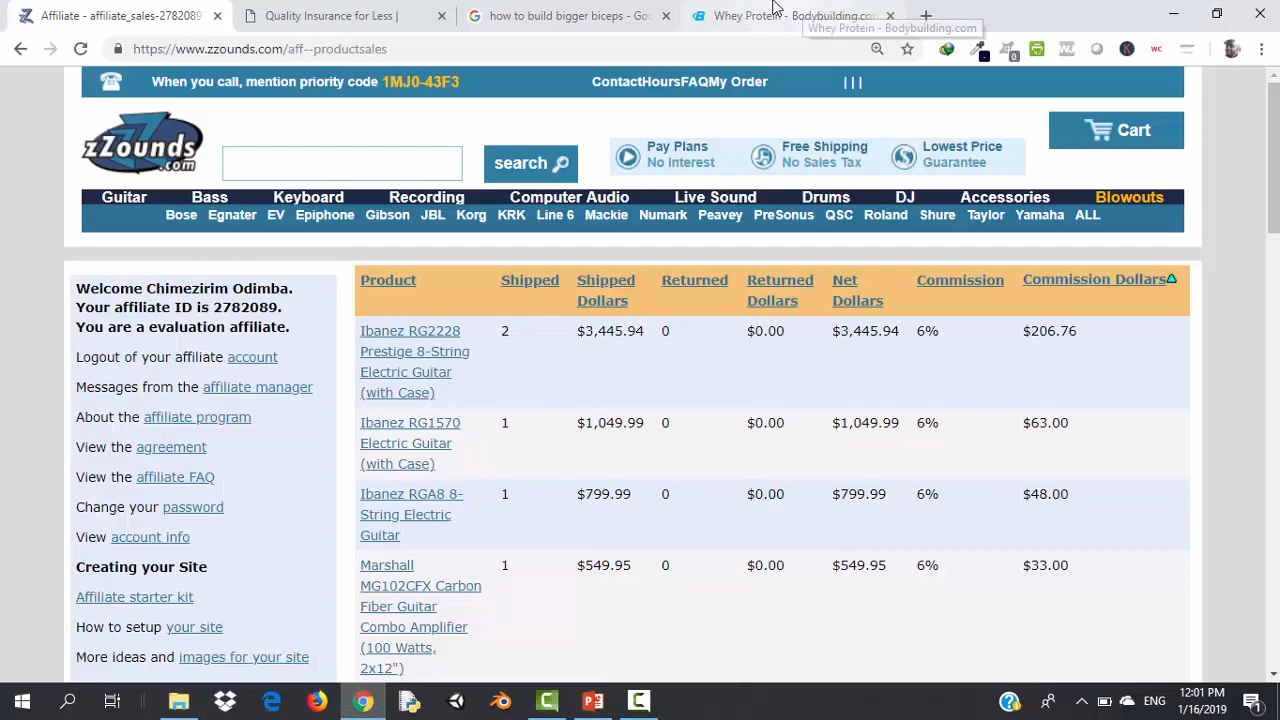 Affiliate - affiliate_sales-2782089
Quality Insurance for Less |
how to build bigger biceps - Goo
Whey Protein - Bodybuilding.com
Whey Protein - Bodybuilding.com
https://www.zzounds.com/aff--productsales
When you call, mention priority code 1MJ0-43F3
ContactHoursFAQMy Order | | |
zZounds
.com
search
Pay Plans
No Interest
Free Shipping
No Sales Tax
Lowest Price
Guarantee
Cart
Guitar Bass Keyboard Recording Computer Audio Live Sound Drums DJ Accessories Blowouts
Bose Egnater EV Epiphone Gibson JBL Korg KRK Line 6 Mackie Numark Peavey PreSonus QSC Roland Shure Taylor Yamaha ALL
Welcome Chimezirim Odimba.
Your affiliate ID is 2782089.
You are a evaluation affiliate.
Logout of your affiliate account
Messages from the affiliate manager
About the affiliate program
View the agreement
View the affiliate FAQ
Change your password
View account info
Creating your Site
Affiliate starter kit
How to setup your site
More ideas and images for your site
Product Shipped Shipped Dollars Returned Returned Dollars Net Dollars Commission Commission Dollars
Ibanez RG2228 2 $3,445.94 0 $0.00 $3,445.94 6% $206.76
Prestige 8-String
Electric Guitar
(with Case)
Ibanez RG1570 1 $1,049.99 0 $0.00 $1,049.99 6% $63.00
Electric Guitar
(with Case)
Ibanez RGA8 8- 1 $799.99 0 $0.00 $799.99 6% $48.00
String Electric
Guitar
Marshall 1 $549.95 0 $0.00 $549.95 6% $33.00
MG102CFX Carbon
Fiber Guitar
Combo Amplifier
(100 Watts,
2x12")
ENG
12:01 PM
1/16/2019